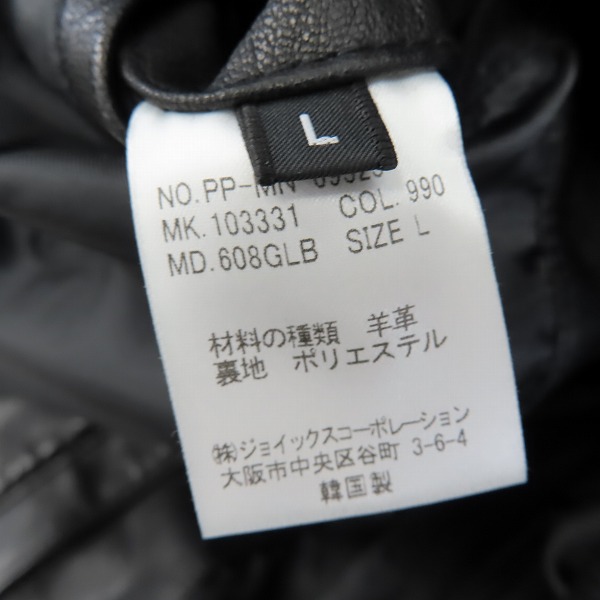 L
NO. PP-MN
MK. 103331 COL. 990
MD. 608GLB SIZE L
材料の種類 羊革
裏地 ポリエステル
㈱ジョイックスコーポレーション
大阪市中央区谷町 3-6-4
韓国製